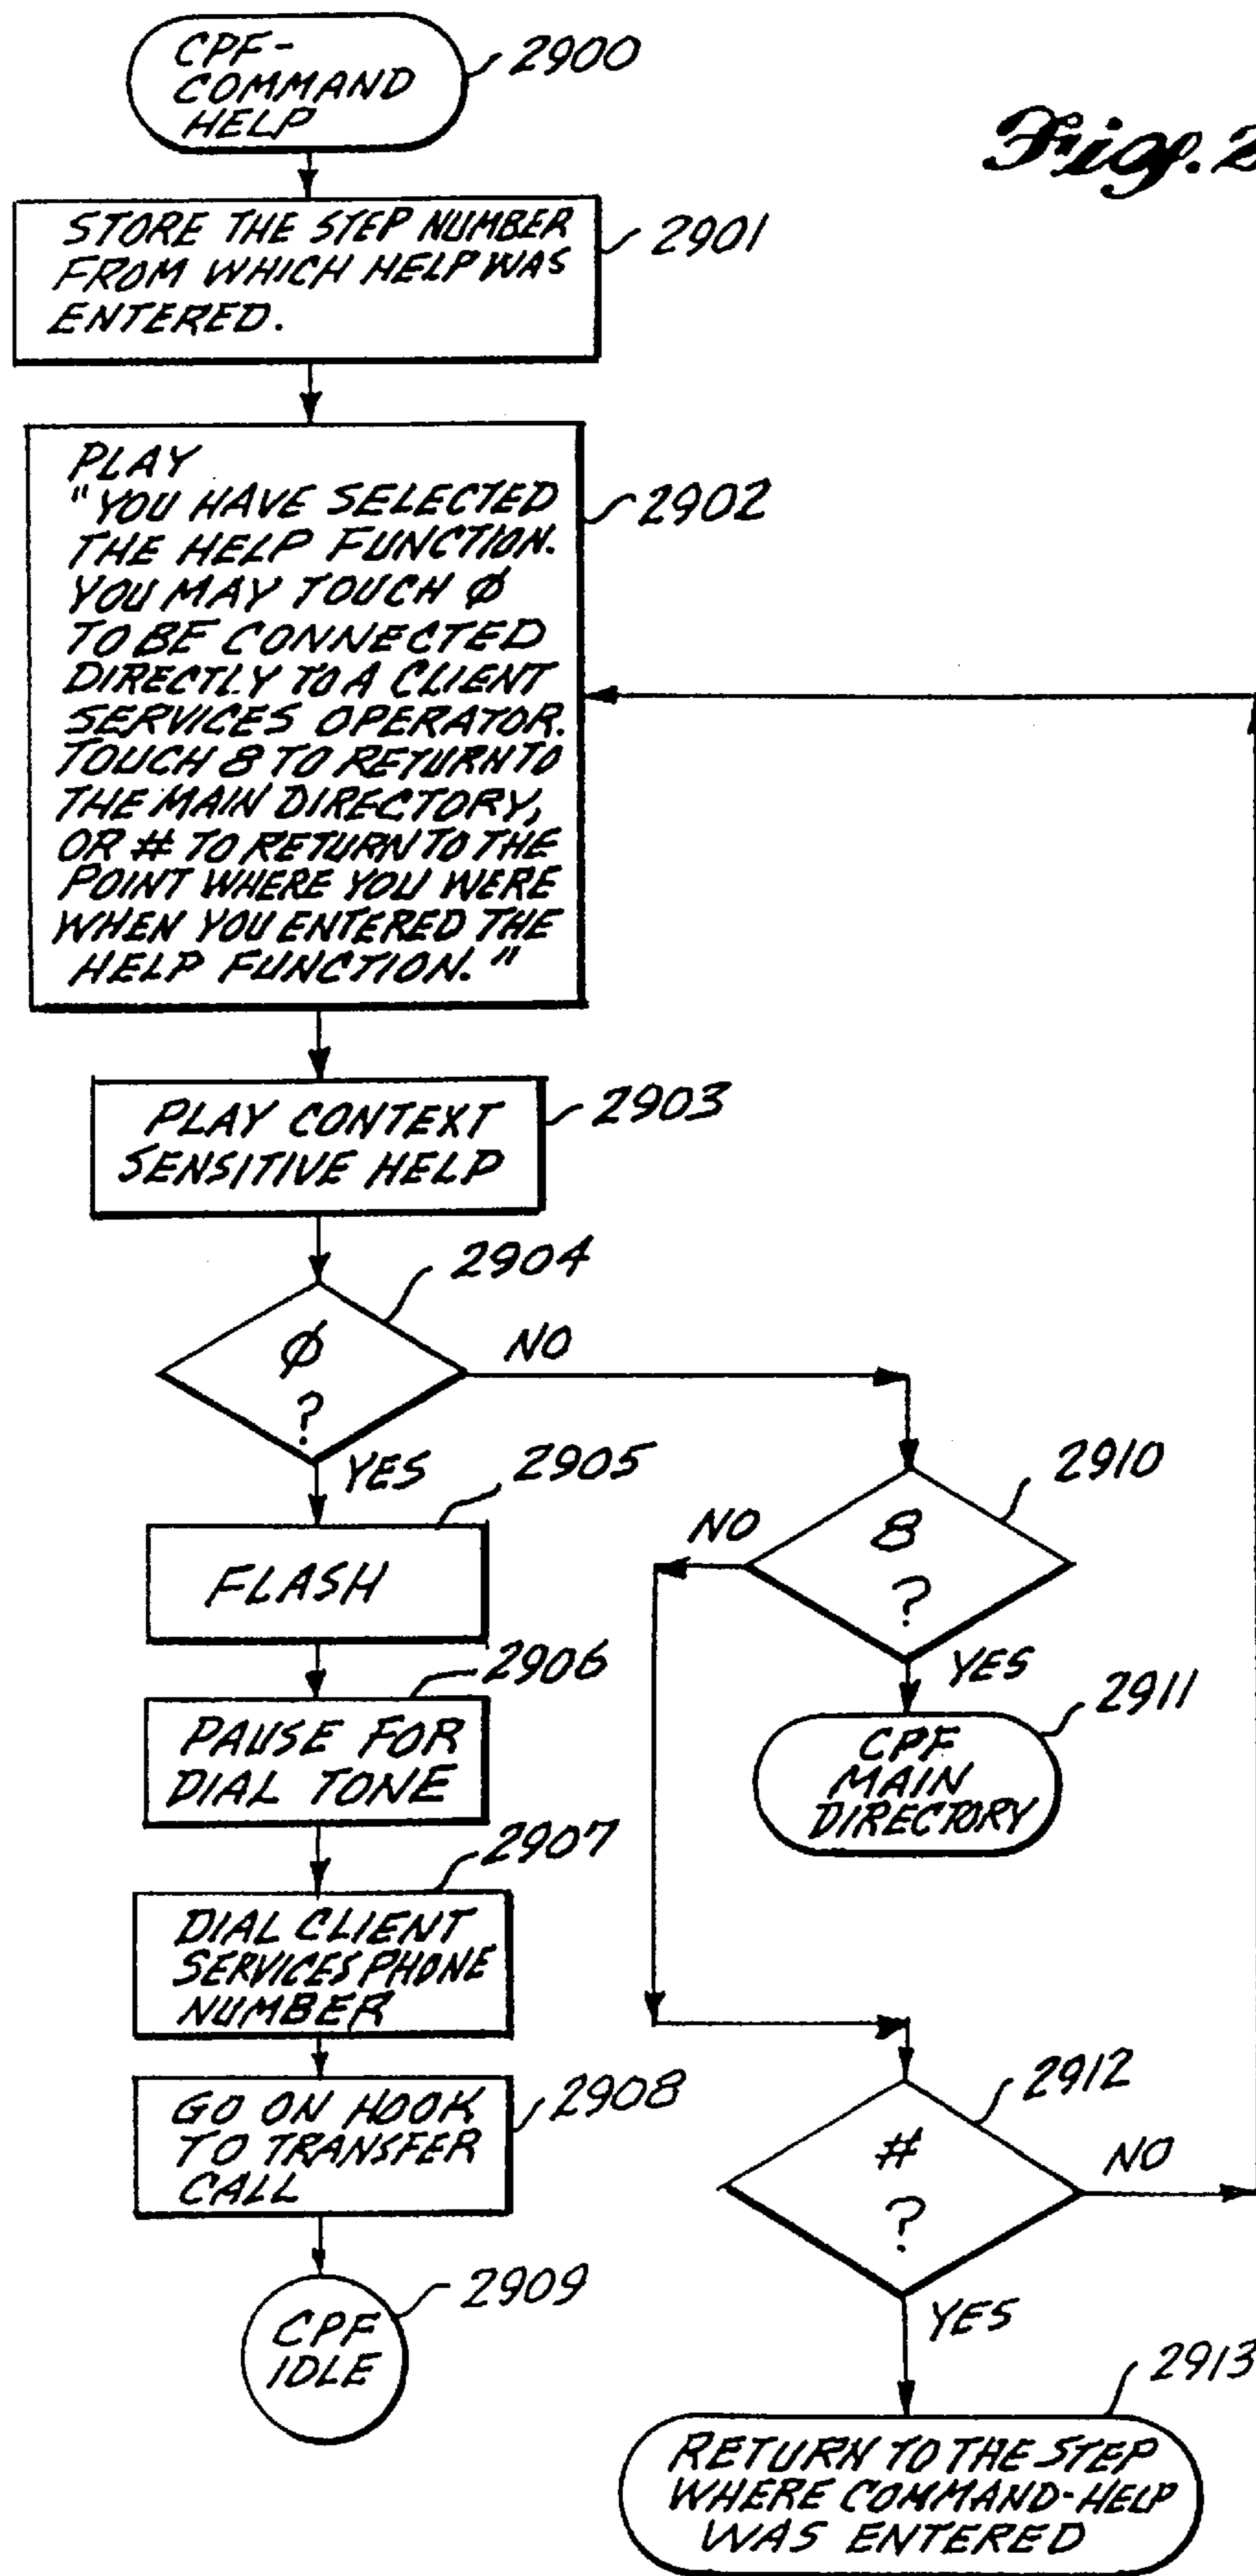 CPF-
COMMAND
HELP
2900
Fig. 2
STORE THE STEP NUMBER
FROM WHICH HELP WAS
ENTERED.
2901
PLAY
"YOU HAVE SELECTED
THE HELP FUNCTION.
YOU MAY TOUCH Ø
TO BE CONNECTED
DIRECTLY TO A CLIENT
SERVICES OPERATOR.
TOUCH 8 TO RETURN TO
THE MAIN DIRECTORY,
OR # TO RETURN TO THE
POINT WHERE YOU WERE
WHEN YOU ENTERED THE
HELP FUNCTION."
2902
PLAY CONTEXT
SENSITIVE HELP
2903
2904
Ø
?
NO
YES
2905
FLASH
2906
PAUSE FOR
DIAL TONE
2907
DIAL CLIENT
SERVICES PHONE
NUMBER
GO ON HOOK
TO TRANSFER
CALL
2908
2909
CPF
IDLE
2910
8
?
NO
YES
2911
CPF
MAIN
DIRECTORY
2912
#
?
NO
YES
2913
RETURN TO THE STEP
WHERE COMMAND-HELP
WAS ENTERED